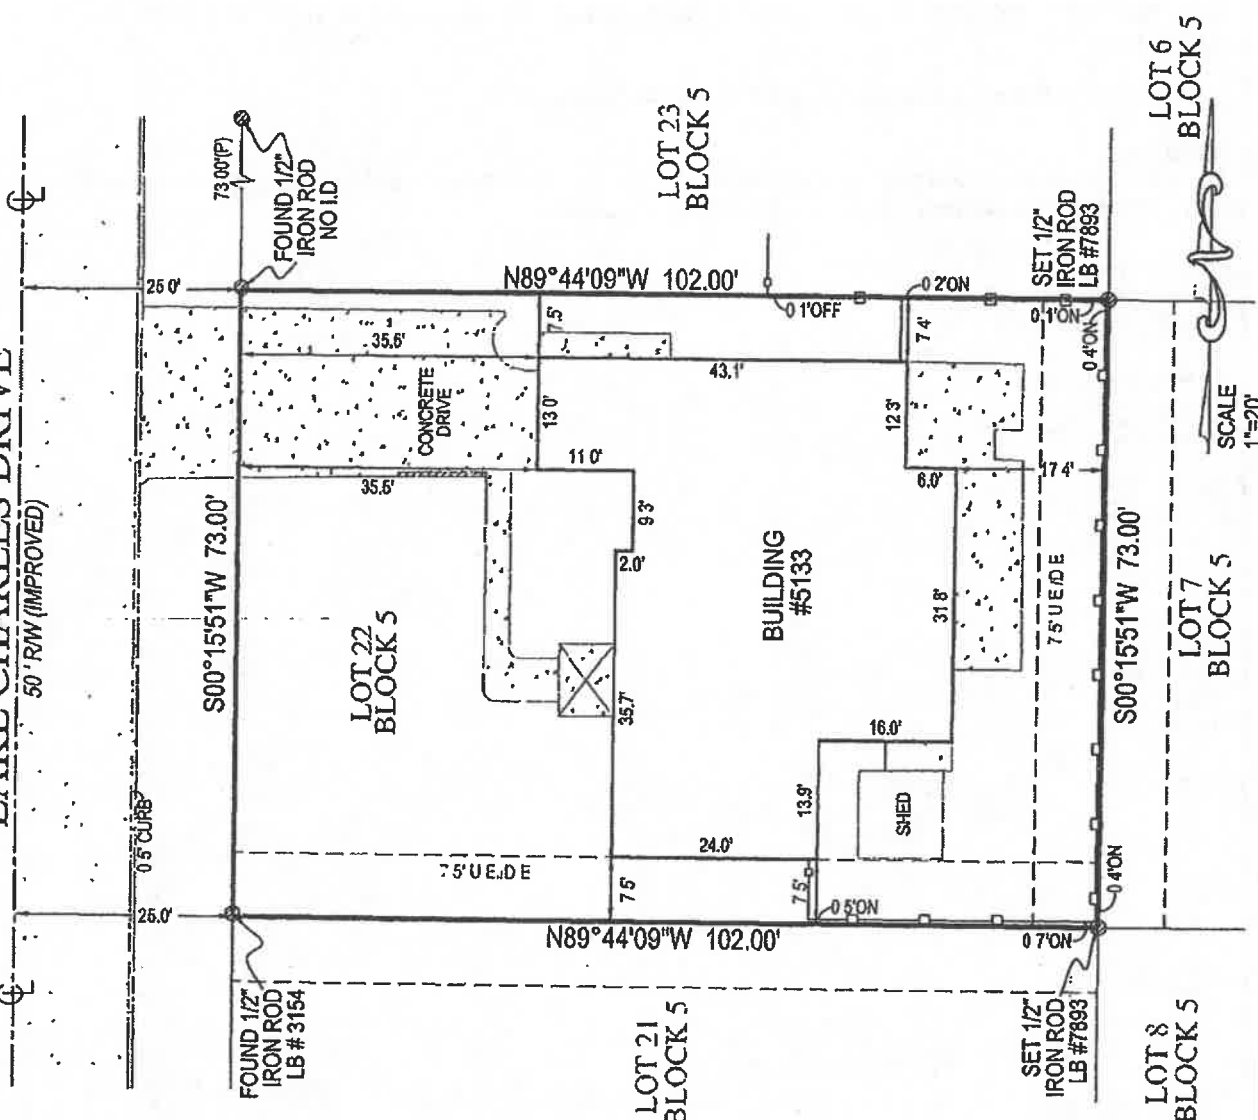 LAKE CHARLES DRIVE
50 ' R/W (IMPROVED)
0 5' CURB
25 0'
25.0'
73 00'(P)
FOUND 1/2"
IRON ROD
NO I.D
LOT 23
BLOCK 5
LOT 6
BLOCK 5
N89°44'09"W 102.00'
0 1'OFF
0 2'ON
SET 1/2"
IRON ROD
LB #7893
0.1'ON
0 4'ON
35.6'
7.5'
43.1'
7 4'
CONCRETE
DRIVE
13 0'
12 3'
11 0'
6.0'
17 4'
35.6'
9 3'
2.0'
S00°15'51"W 73.00'
LOT 22
BLOCK 5
BUILDING
#5133
31 8'
7 5' U E/D E
S00°15'51"W 73.00'
LOT 7
BLOCK 5
SCALE
1"=20'
35.7'
16.0'
13.9'
SHED
24.0'
7 5' U E./D E
7 5'
7 5'
0 5'ON
0 4'ON
0 7'ON
N89°44'09"W 102.00'
FOUND 1/2"
IRON ROD
LB # 3154
LOT 21
BLOCK 5
SET 1/2"
IRON ROD
LB #7893
LOT 8
BLOCK 5